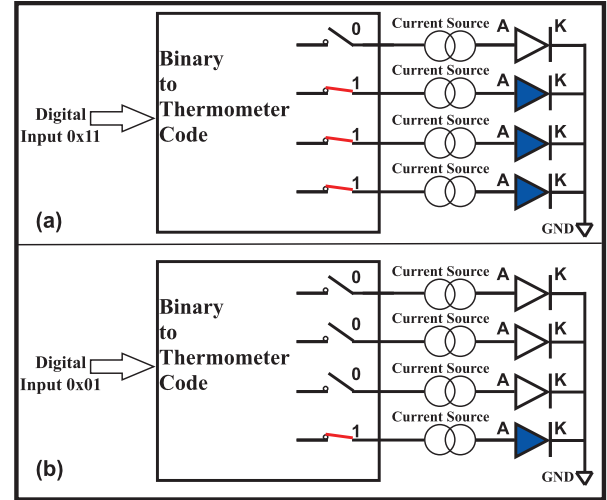 0 Current Source A K
Binary
to
Thermometer
Code
1 Current Source A K
Digital
Input 0x11
1 Current Source A K
1 Current Source A K
(a)
GND
0 Current Source A K
Binary
to
Thermometer
Code
0 Current Source A K
Digital
Input 0x01
0 Current Source A K
1 A K
(b)
GND